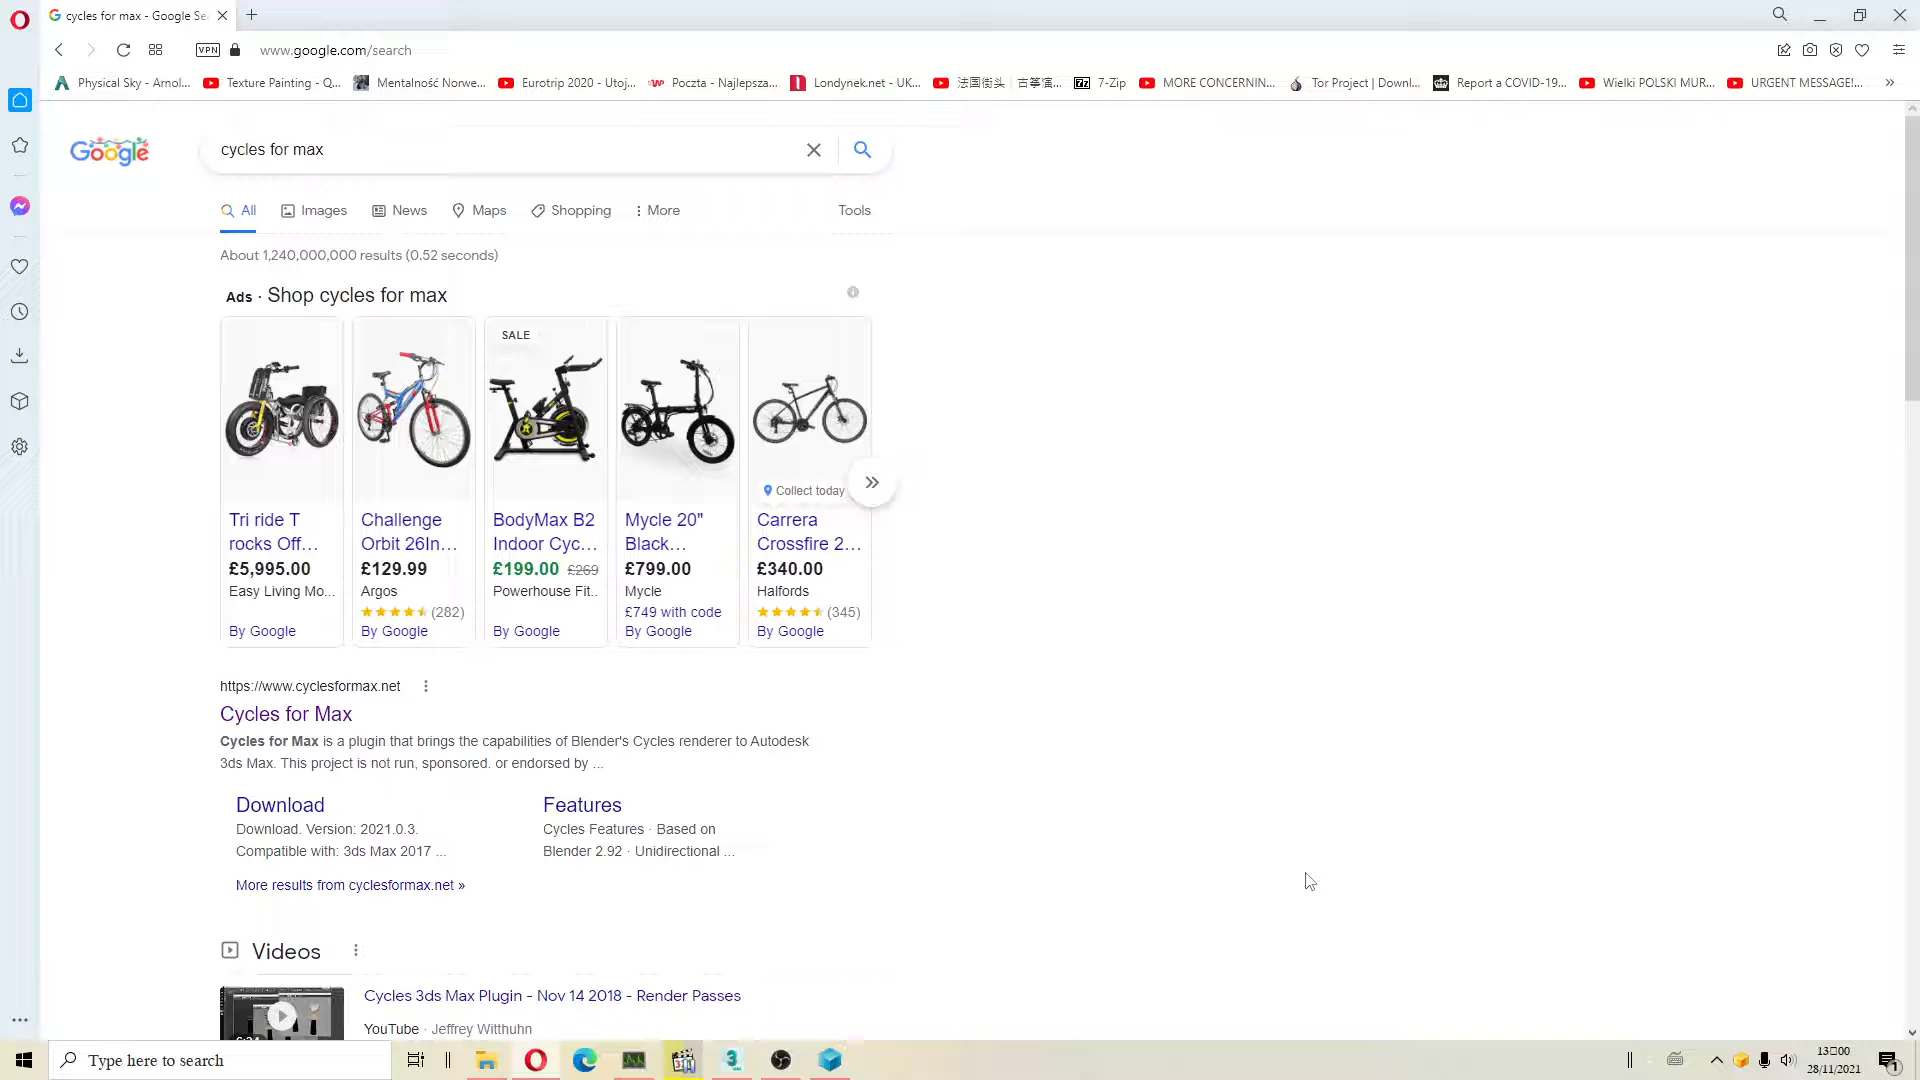 cycles for max - Google Se
VPN
www.google.com/search
Physical Sky - Arnol...
Texture Painting - Q...
Mentalność Norwe...
Eurotrip 2020 - Utoj...
Poczta - Najlepsza...
Londynek.net - UK...
法国街头 | 古筝演...
7-Zip
MORE CONCERNIN...
Tor Project | Downl...
Report a COVID-19...
Wielki POLSKI MUR...
URGENT MESSAGE!...
Google
cycles for max
All
Images
News
Maps
Shopping
More
Tools
About 1,240,000,000 results (0.52 seconds)
Ads · Shop cycles for max
SALE
Collect today
Tri ride T
rocks Off...
£5,995.00
Easy Living Mo...
By Google
Challenge
Orbit 26In...
£129.99
Argos
(282)
By Google
BodyMax B2
Indoor Cyc...
£199.00 £269
Powerhouse Fit..
By Google
Mycle 20"
Black...
£799.00
Mycle
£749 with code
By Google
Carrera
Crossfire 2...
£340.00
Halfords
(345)
By Google
https://www.cyclesformax.net
Cycles for Max
Cycles for Max is a plugin that brings the capabilities of Blender's Cycles renderer to Autodesk
3ds Max. This project is not run, sponsored. or endorsed by ...
Download
Download. Version: 2021.0.3.
Compatible with: 3ds Max 2017 ...
Features
Cycles Features · Based on
Blender 2.92 · Unidirectional ...
More results from cyclesformax.net »
Videos
Cycles 3ds Max Plugin - Nov 14 2018 - Render Passes
YouTube · Jeffrey Witthuhn
Type here to search
28/11/2021